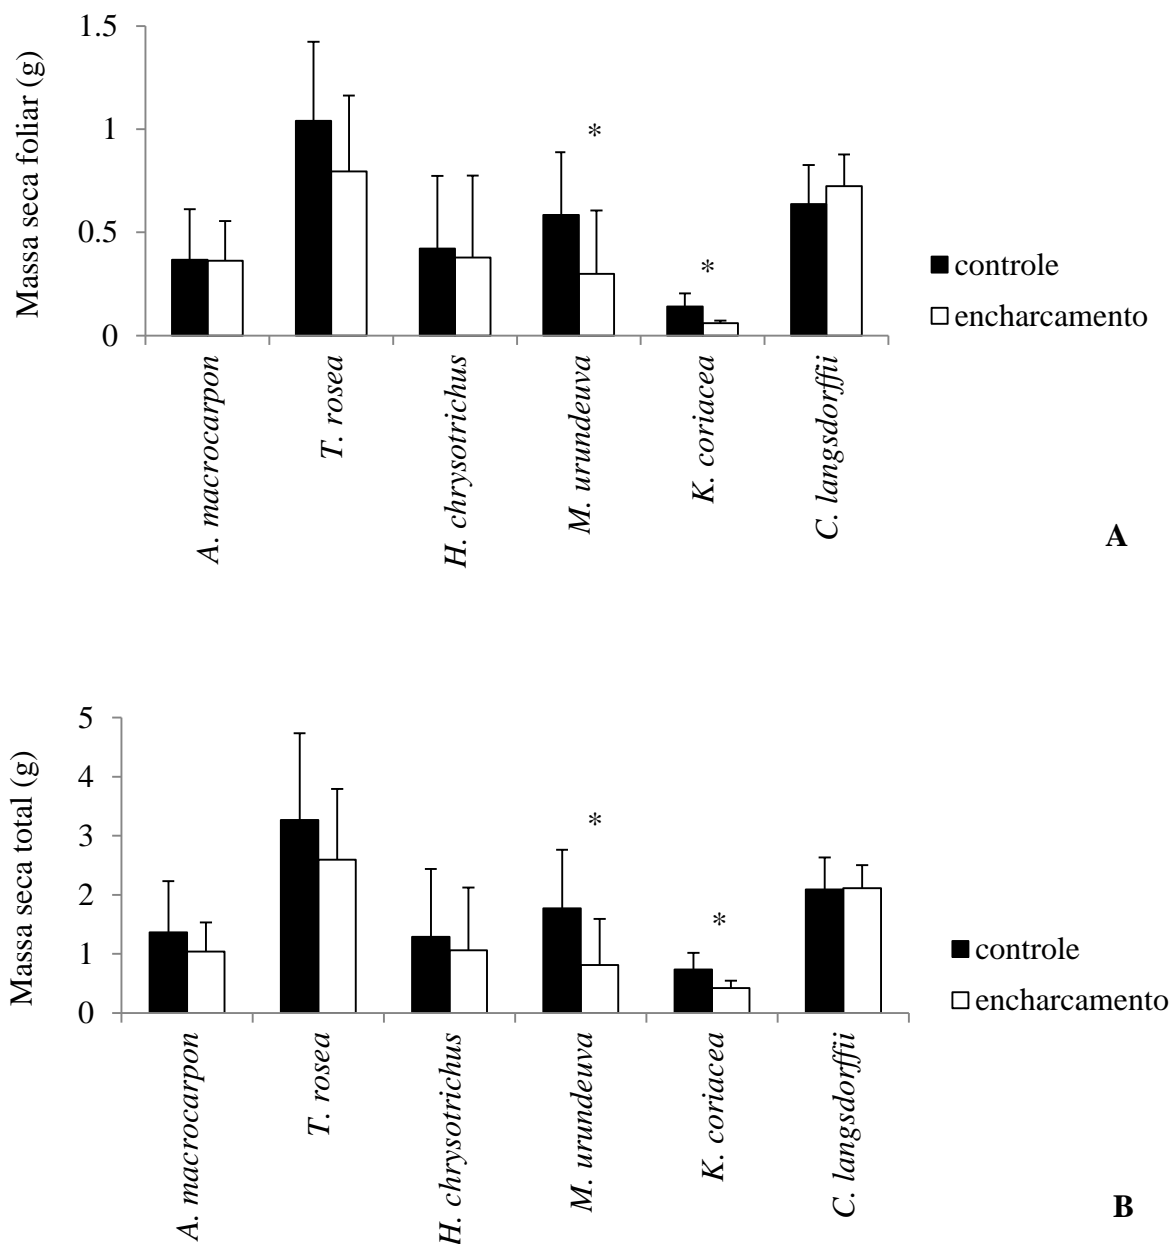 Massa seca foliar (g)
1.5
1
0.5
0
*
*
controle
encharcamento
A. macrocarpon
T. rosea
H. chrysotrichus
M. urundeuva
K. coriacea
C. langsdorffii
A
Massa seca total (g)
5
4
3
2
1
0
*
*
controle
encharcamento
A. macrocarpon
T. rosea
H. chrysotrichus
M. urundeuva
K. coriacea
C. langsdorffii
B